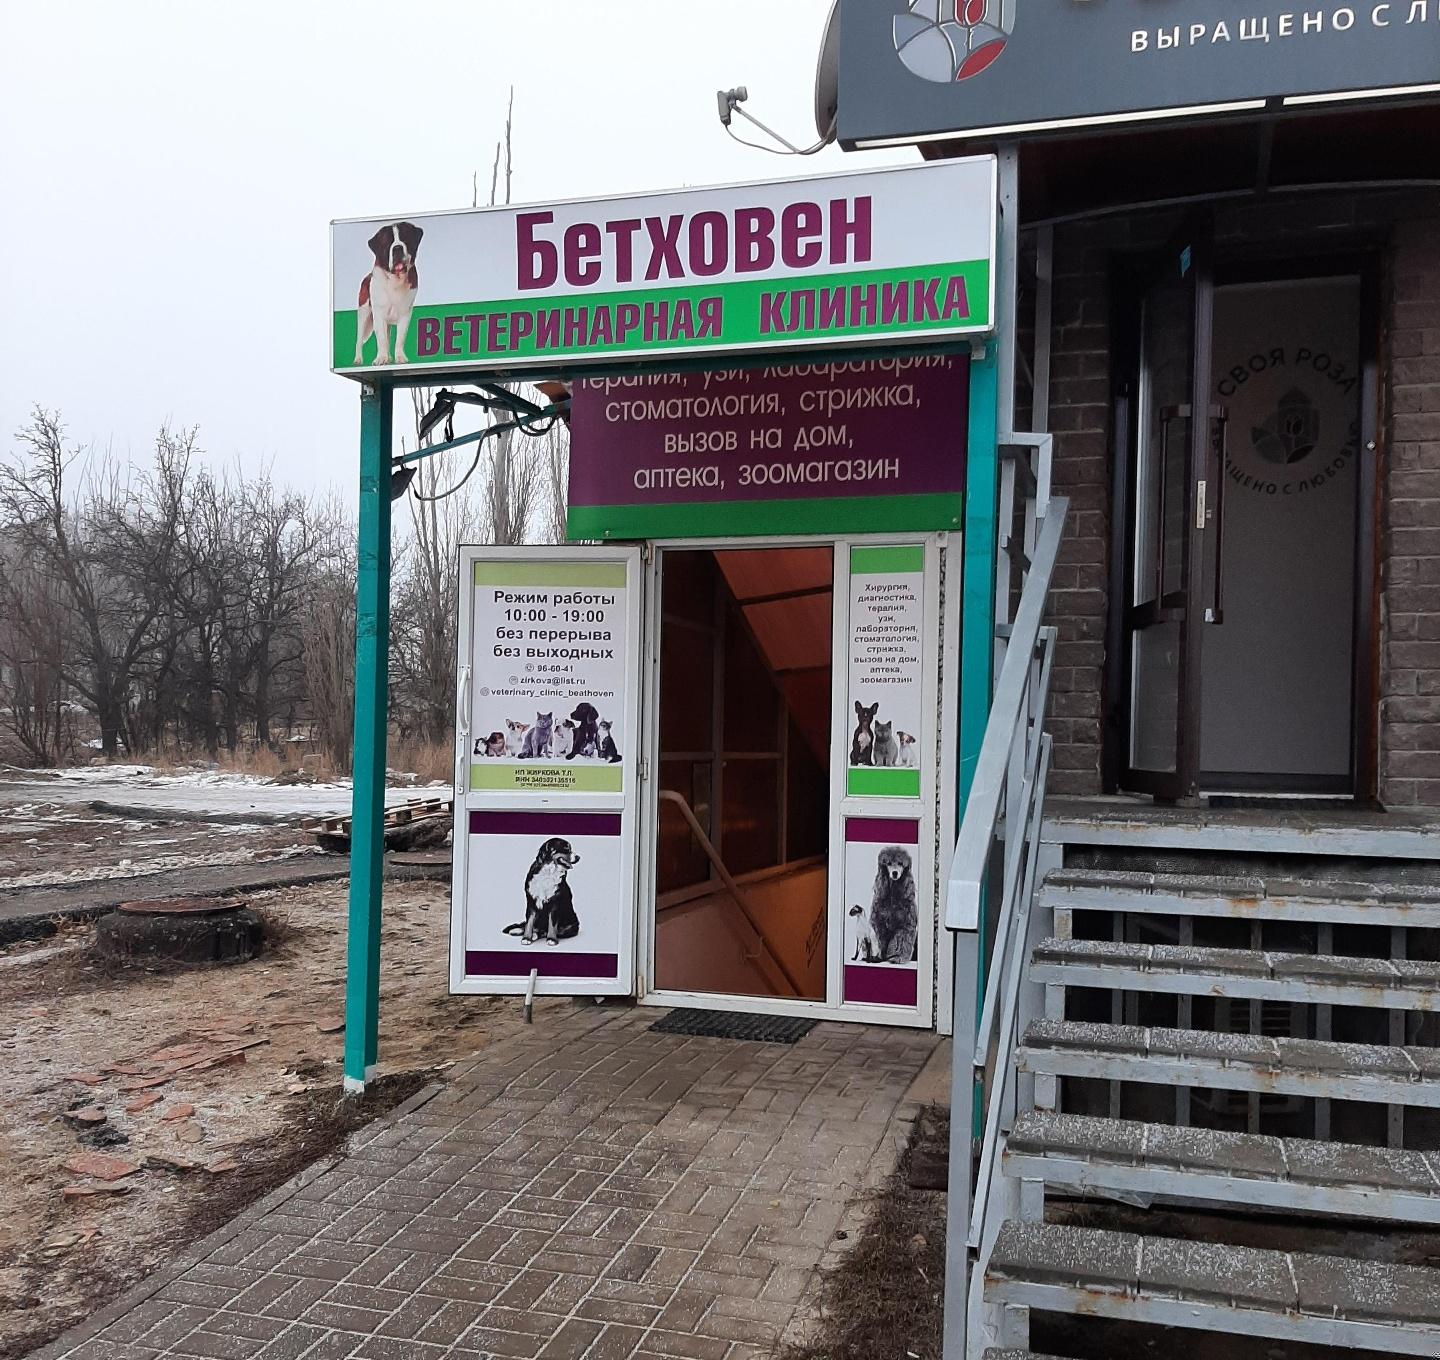 ВЫРАЩЕНО С
Бетховен
ВЕТЕРИНАРНАЯ КЛИНИКА
терапия, узи, лаборатория,
стоматология, стрижка,
вызов на дом,
аптека, зоомагазин
Режим работы
10:00 - 19:00
без перерыва
без выходных
96-60-41
zirkova@list.ru
veterinary_clinic_beathoven
ИП ЖИРКОВА Т.П.
Хирургия,
диагностика,
терапия,
узи,
лаборатория,
стоматология,
стрижка,
вызов на дом,
аптека,
зоомагазин
СВОЯ РОЗА
ВЫРАЩЕНО С ЛЮБОВЬЮ